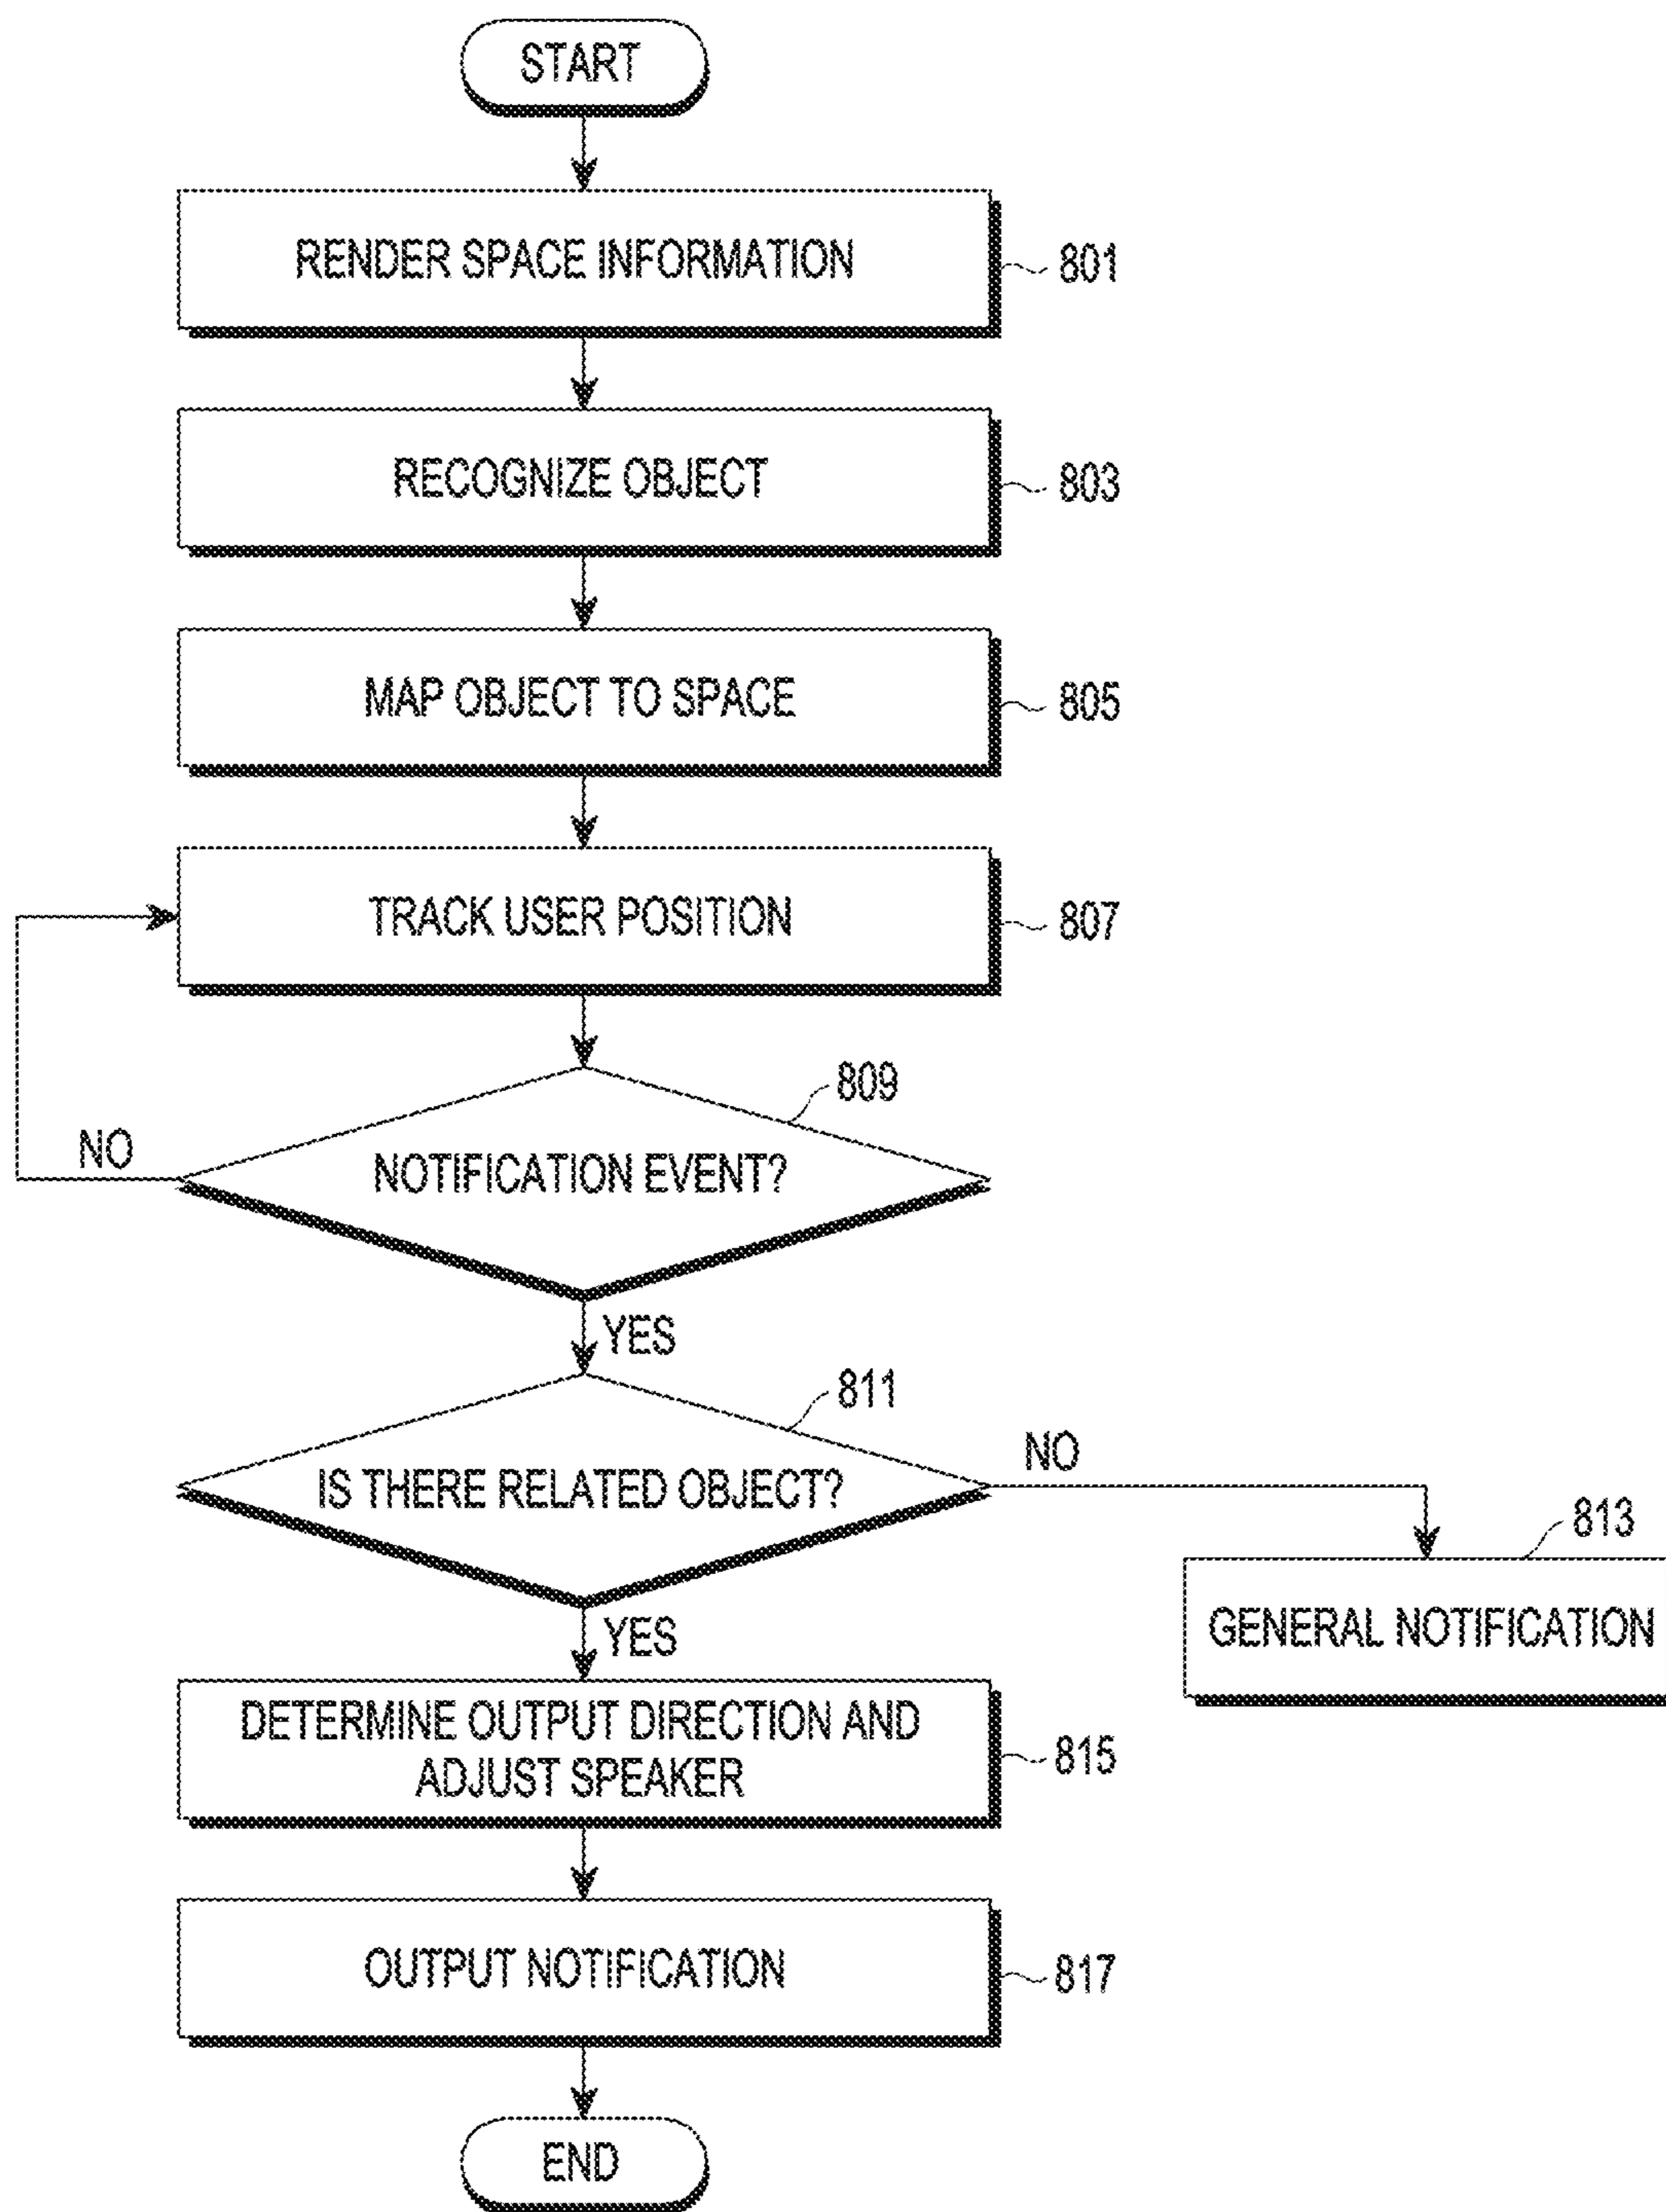 START
RENDER SPACE INFORMATION
801
RECOGNIZE OBJECT
803
MAP OBJECT TO SPACE
805
TRACK USER POSITION
807
809
NOTIFICATION EVENT?
NO
YES
811
IS THERE RELATED OBJECT?
NO
813
GENERAL NOTIFICATION
YES
DETERMINE OUTPUT DIRECTION AND
ADJUST SPEAKER
815
OUTPUT NOTIFICATION
817
END